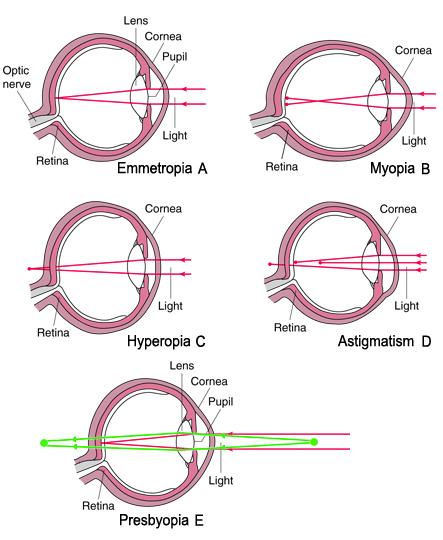 Lens
Cornea
Pupil
Optic
nerve
Light
Retina
Emmetropia A
Cornea
Light
Retina
Myopia B
Cornea
Light
Retina
Hyperopia C
Cornea
Light
Retina
Astigmatism D
Lens
Cornea
Pupil
Light
Retina
Presbyopia E